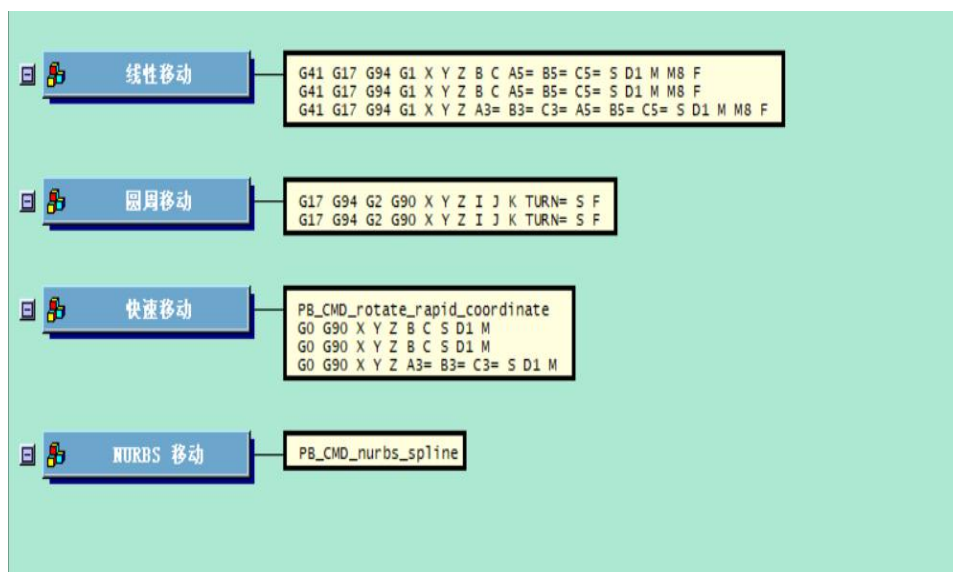 线性移动
G41 G17 G94 G1 X Y Z B C A5= B5= C5= S D1 M M8 F
G41 G17 G94 G1 X Y Z B C A5= B5= C5= S D1 M M8 F
G41 G17 G94 G1 X Y Z A3= B3= C3= A5= B5= C5= S D1 M M8 F
圆周移动
G17 G94 G2 G90 X Y Z I J K TURN= S F
G17 G94 G2 G90 X Y Z I J K TURN= S F
快速移动
PB_CMD_rotate_rapid_coordinate
G0 G90 X Y Z B C S D1 M
G0 G90 X Y Z B C S D1 M
G0 G90 X Y Z A3= B3= C3= S D1 M
NURBS 移动
PB_CMD_nurbs_spline